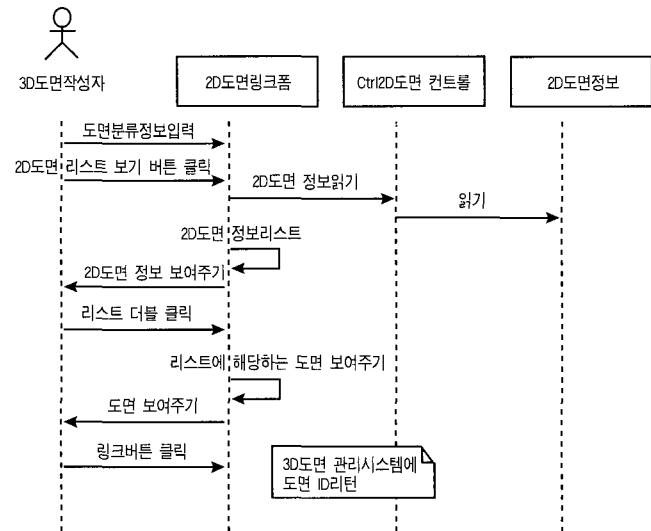 3D도면작성자
2D도면링크폼
Ctrl2D도면 컨트롤
2D도면정보
도면분류정보입력
2D도면 리스트 보기 버튼 클릭
2D도면 정보읽기
읽기
2D도면 정보리스트
2D도면 정보 보여주기
리스트 더블 클릭
리스트에 해당하는 도면 보여주기
도면 보여주기
링크버튼 클릭
3D도면 관리시스템에
도면 ID리턴